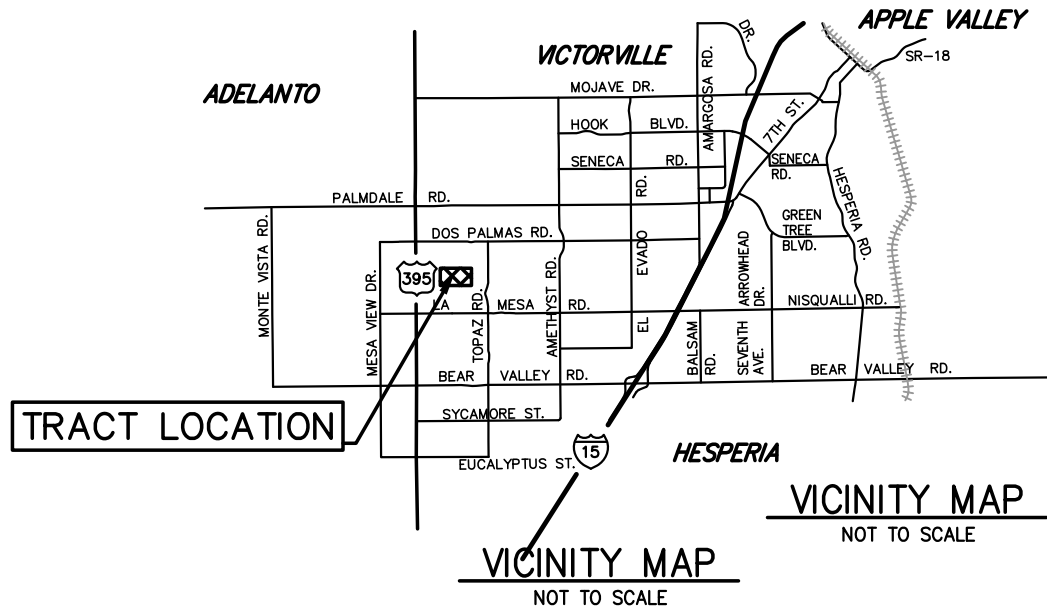 APPLE VALLEY
VICTORVILLE
DR.
SR-18
ADELANTO
MOJAVE DR.
AMARGOSA RD.
7TH ST.
HOOK BLVD.
SENECA RD.
SENECA
RD.
HESPERIA RD.
PALMDALE RD.
GREEN
TREE
BLVD.
DOS PALMAS RD.
MONTE VISTA RD.
MESA VIEW DR.
395
TOPAZ RD.
AMETHYST RD.
EL EVADO RD.
ARROWHEAD
DR.
LA MESA RD.
NISQUALLI RD.
BALSAM
RD.
SEVENTH
AVE.
BEAR VALLEY RD.
BEAR VALLEY RD.
TRACT LOCATION
SYCAMORE ST.
15
EUCALYPTUS ST.
HESPERIA
VICINITY MAP
NOT TO SCALE
VICINITY MAP
NOT TO SCALE